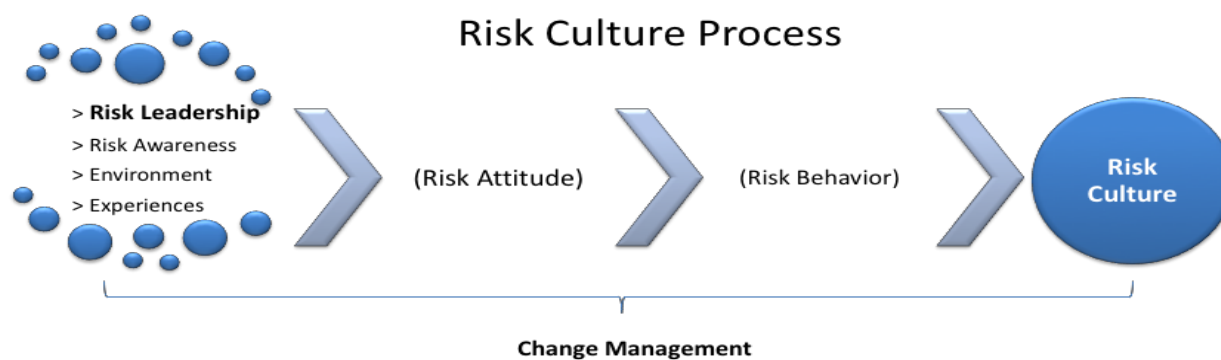 Risk Culture Process
> Risk Leadership
> Risk Awareness
> Environment
> Experiences
(Risk Attitude)
(Risk Behavior)
Risk
Culture
Change Management